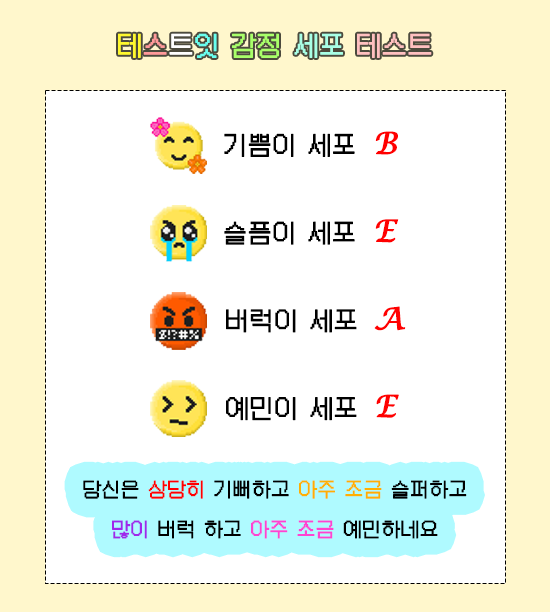 테스트잇 감정 세포 테스트
기쁨이 세포 B
슬픔이 세포 E
$!?#%
버럭이 세포 A
예민이 세포 E
당신은 상당히 기뻐하고 아주 조금 슬퍼하고
많이 버럭 하고 아주 조금 예민하네요